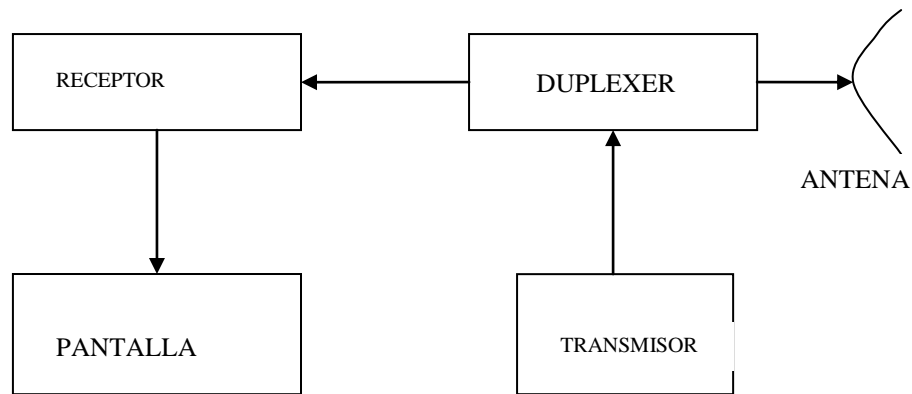 RECEPTOR
DUPLEXER
ANTENA
PANTALLA
TRANSMISOR